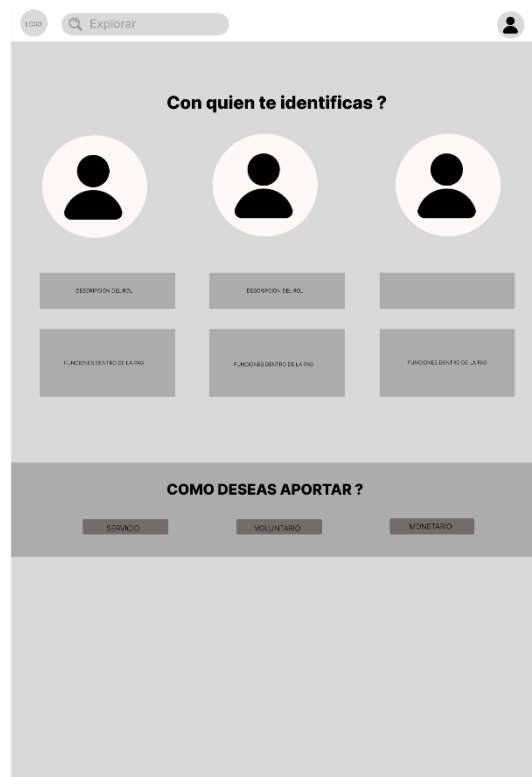 LOGO
Explorar
Con quien te identificas ?
DESCRIPCION DEL ROL
DESCRIPCION DEL ROL
FUNCIONES DENTRO DE LA PAG
FUNCIONES DENTRO DE LA PAG
FUNCIONES DENTRO DE LA PAG
COMO DESEAS APORTAR ?
SERVICIO
VOLUNTARIO
MONETARIO